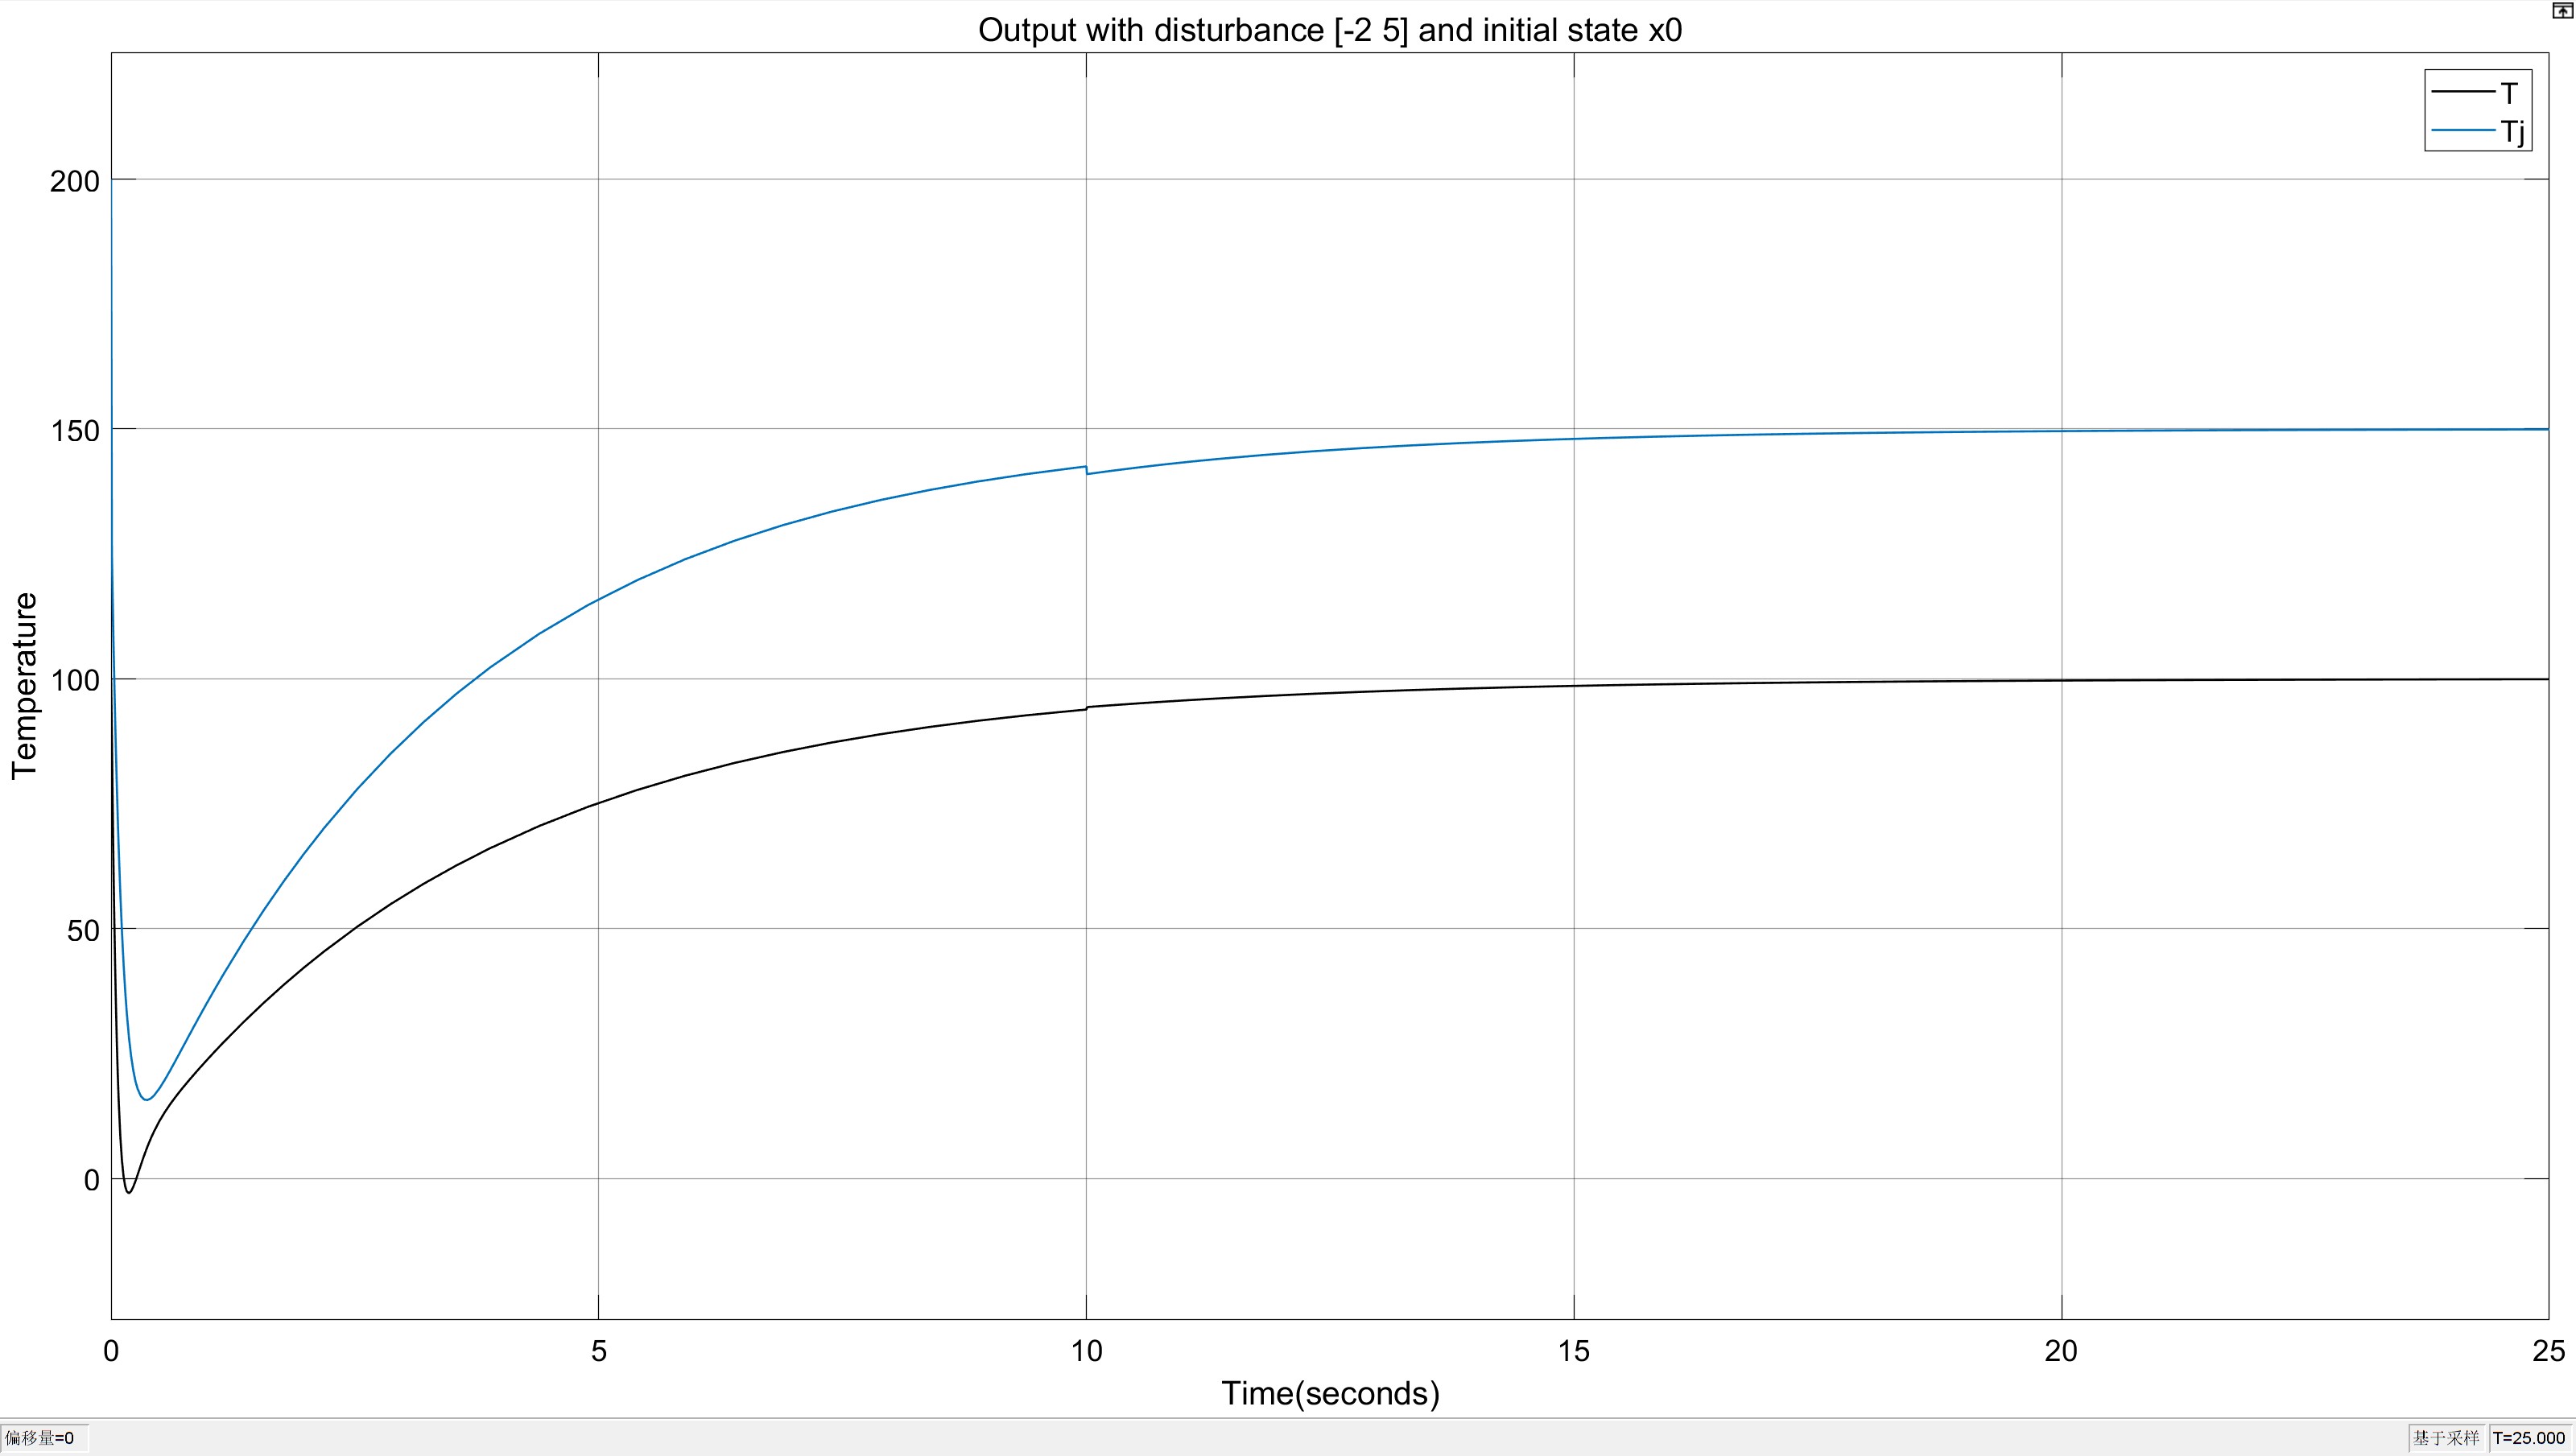 Output with disturbance [-2 5] and initial state x0
T
Tj
200
150
100
50
0
Temperature
0 5 10 15 20 25
Time(seconds)
偏移量=0 基于采样 T=25.000